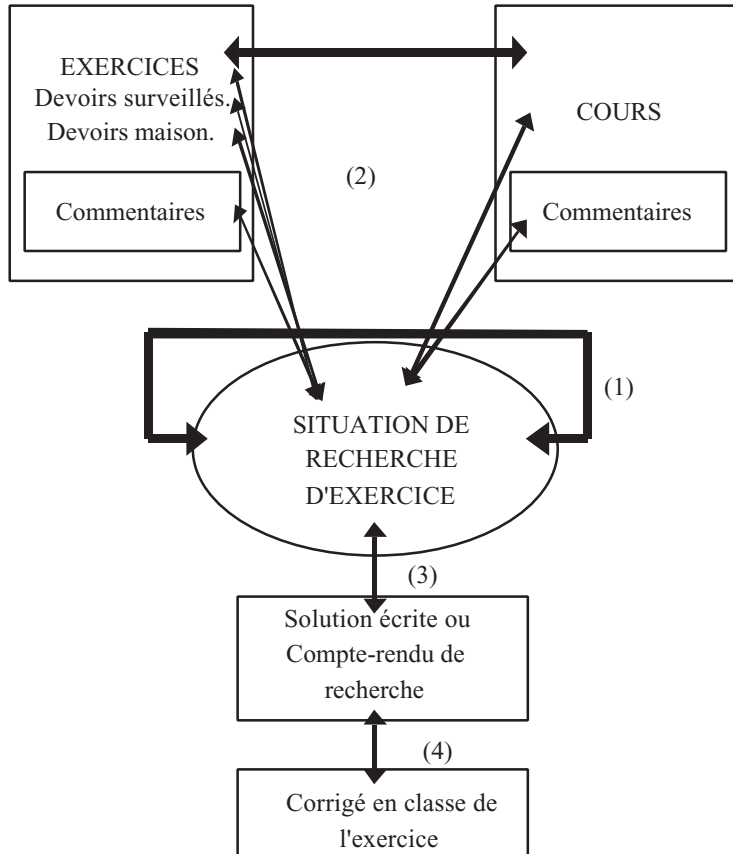 EXERCICES
Devoirs surveillés.
Devoirs maison.
Commentaires
COURS
Commentaires
(2)
(1)
SITUATION DE
RECHERCHE
D'EXERCICE
(3)
Solution écrite ou
Compte-rendu de
recherche
(4)
Corrigé en classe de
l'exercice